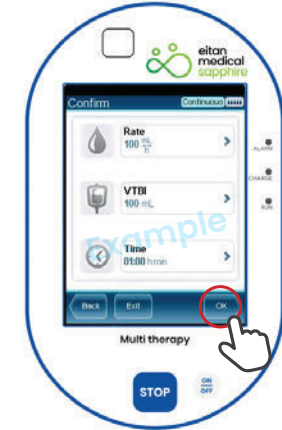 eitan
medical
sapphire
Confirm
Continuous
Rate
100 mL/h
VTBI
100 mL
Example
Time
01:00 h:min
Back Exit OK
ALARM
CHARGE
RUN
Multi therapy
STOP
ON
OFF